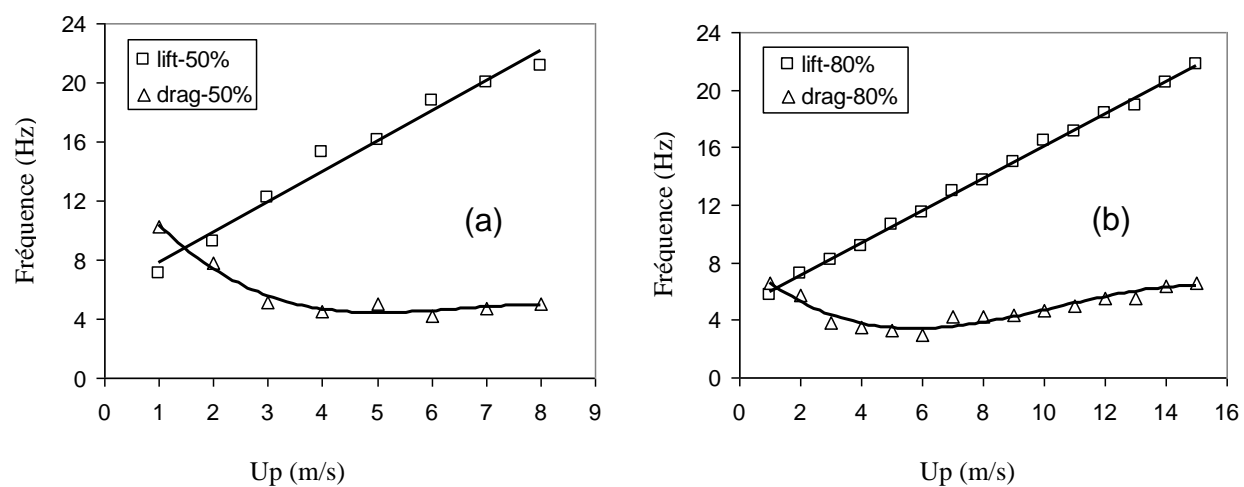 24
20
16
12
8
4
0
Fréquence (Hz)
lift-50%
drag-50%
(a)
0 1 2 3 4 5 6 7 8 9
Up (m/s)
24
20
16
12
8
4
0
Fréquence (Hz)
lift-80%
drag-80%
(b)
0 2 4 6 8 10 12 14 16
Up (m/s)